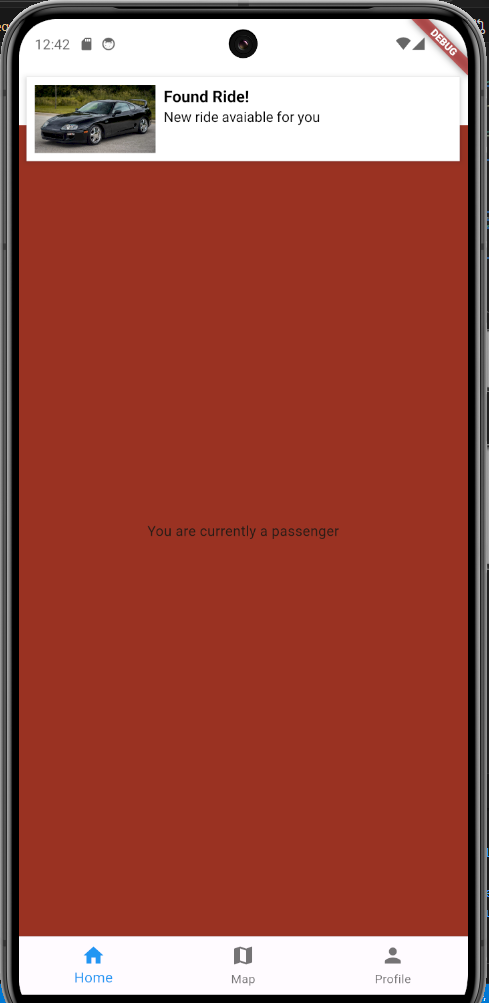 12:42
DEBUG
Found Ride!
New ride avaiable for you
You are currently a passenger
Home
Map
Profile